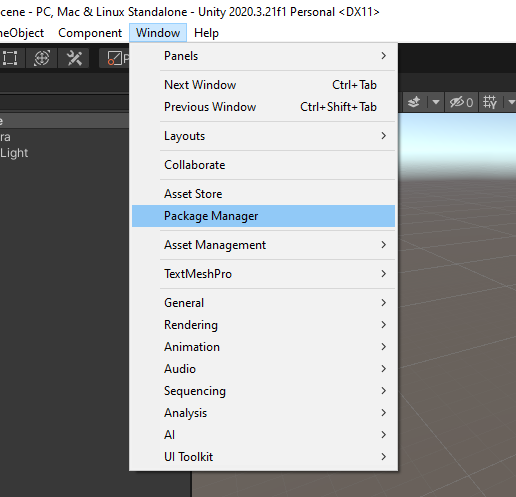 cene - PC, Mac & Linux Standalone - Unity 2020.3.21f1 Personal <DX11>
neObject Component Window Help
Panels
Next Window Ctrl+Tab
Previous Window Ctrl+Shift+Tab
0
Layouts
ra
Light
Collaborate
Asset Store
Package Manager
Asset Management
TextMeshPro
General
Rendering
Animation
Audio
Sequencing
Analysis
AI
UI Toolkit